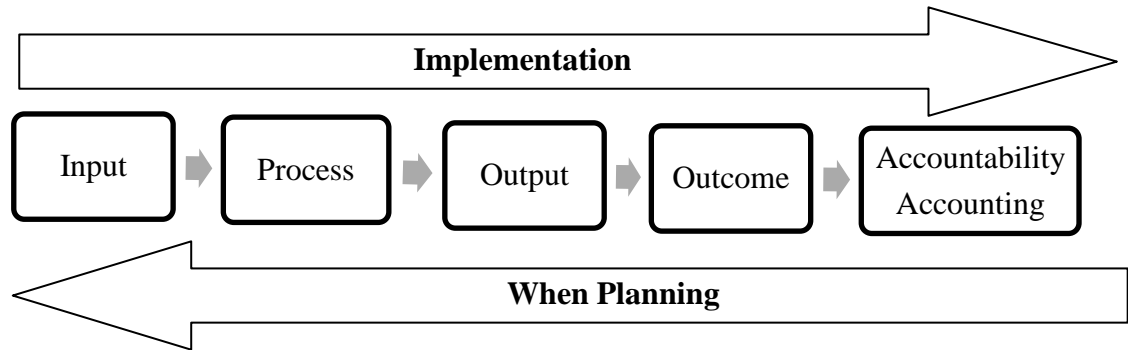 Implementation
Input
Process
Output
Outcome
Accountability
Accounting
When Planning